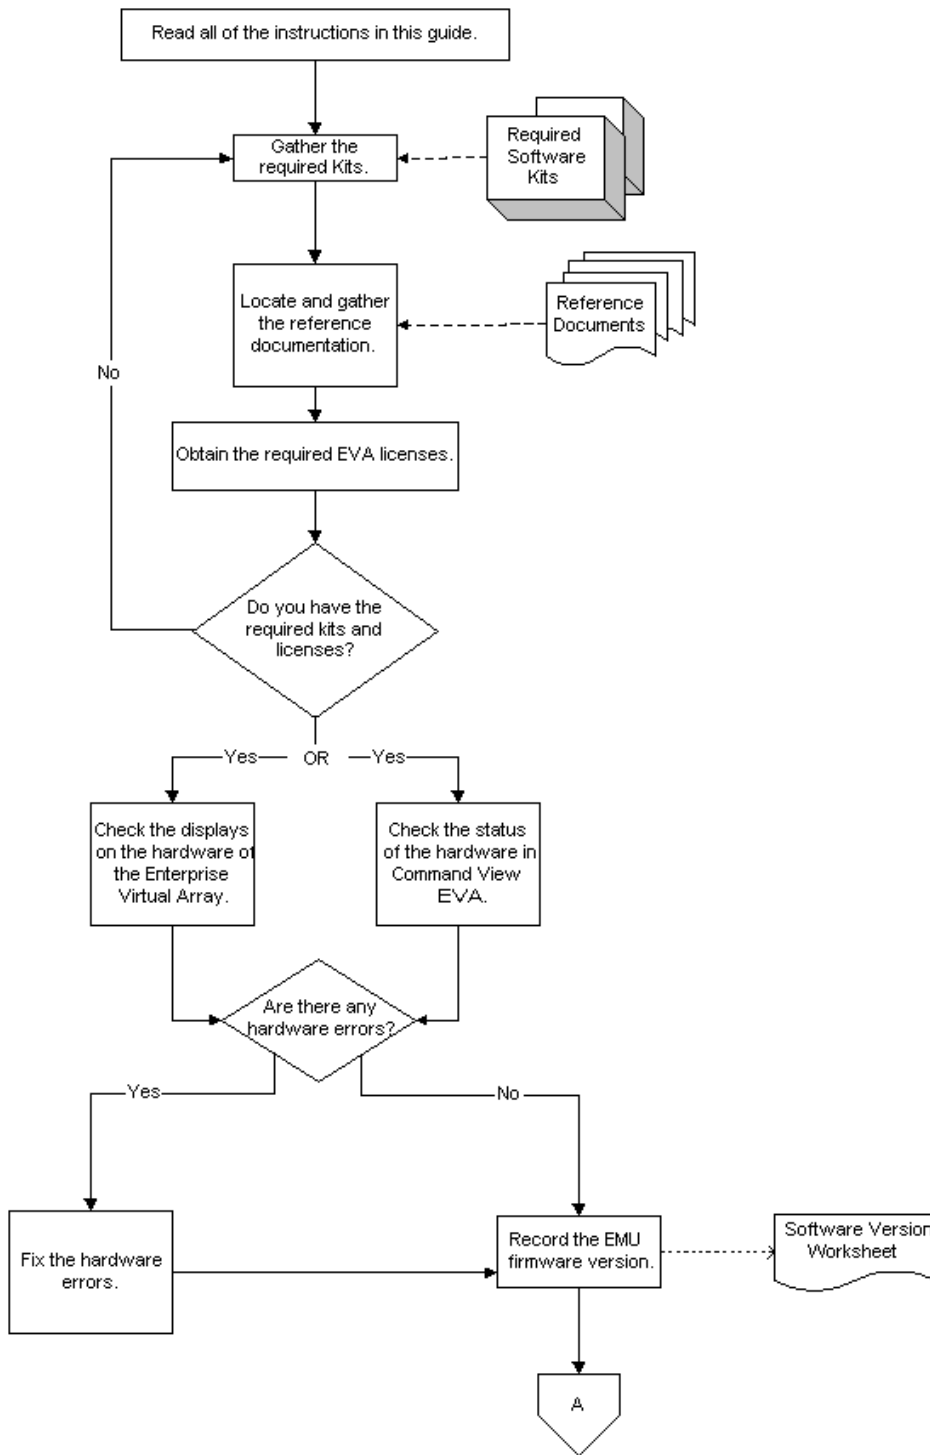 Read all of the instructions in this guide.
Gather the
required Kits.
Required
Software
Kits
Locate and gather
the reference
documentation.
Reference
Documents
No
Obtain the required EVA licenses.
Do you have the
required kits and
licenses?
Yes
OR
Yes
Check the displays
on the hardware of
the Enterprise
Virtual Array.
Check the status
of the hardware in
Command View
EVA.
Are there any
hardware errors?
Yes
No
Fix the hardware
errors.
Record the EMU
firmware version.
Software Version
Worksheet
A